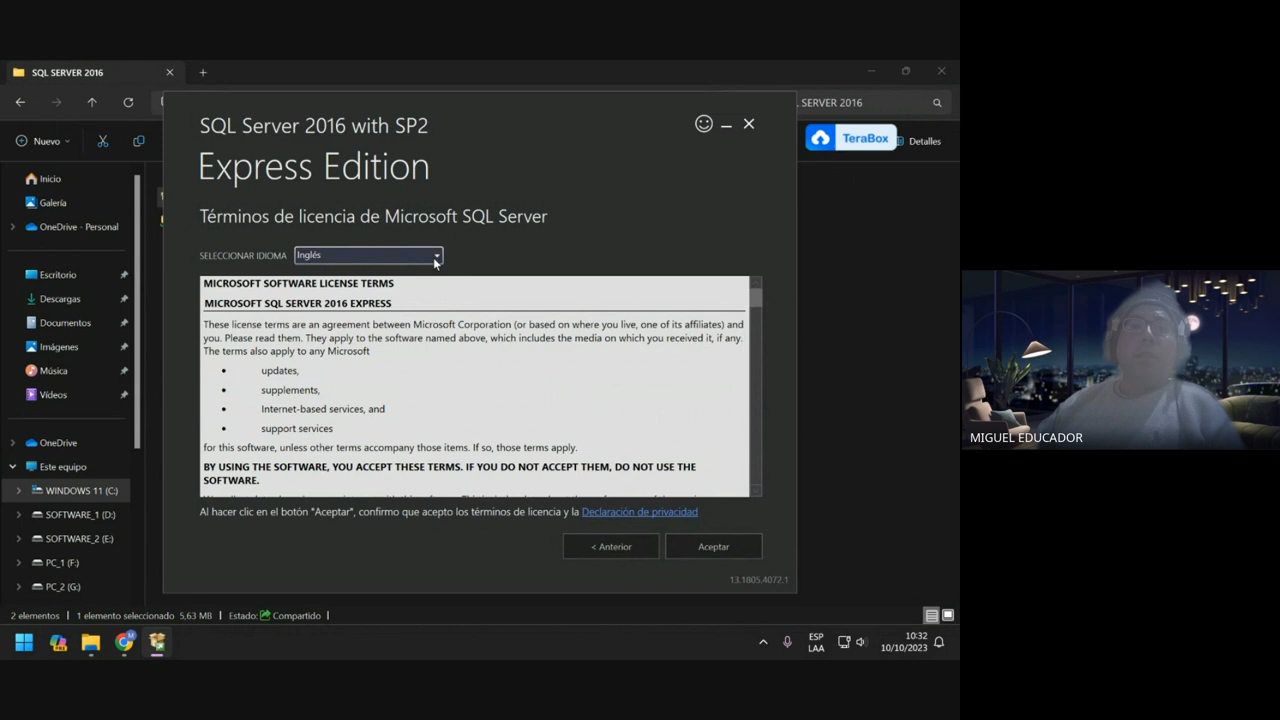 SQL SERVER 2016
SERVER 2016
Nuevo
TeraBox
Detalles
Inicio
Galería
OneDrive - Personal
Escritorio
Descargas
Documentos
Imágenes
Música
Vídeos
OneDrive
Este equipo
WINDOWS 11 (C:)
SOFTWARE_1 (D:)
SOFTWARE_2 (E:)
PC_1 (F:)
PC_2 (G:)
SQL Server 2016 with SP2
Express Edition
Términos de licencia de Microsoft SQL Server
SELECCIONAR IDIOMA Inglés
MICROSOFT SOFTWARE LICENSE TERMS
MICROSOFT SQL SERVER 2016 EXPRESS
These license terms are an agreement between Microsoft Corporation (or based on where you live, one of its affiliates) and
you. Please read them. They apply to the software named above, which includes the media on which you received it, if any.
The terms also apply to any Microsoft
• updates,
• supplements,
• Internet-based services, and
• support services
for this software, unless other terms accompany those items. If so, those terms apply.
BY USING THE SOFTWARE, YOU ACCEPT THESE TERMS. IF YOU DO NOT ACCEPT THEM, DO NOT USE THE
SOFTWARE.
Al hacer clic en el botón "Aceptar", confirmo que acepto los términos de licencia y la Declaración de privacidad
< Anterior
Aceptar
13.1805.4072.1
2 elementos | 1 elemento seleccionado 5,63 MB | Estado: Compartido |
ESP
LAA
10:32
10/10/2023
MIGUEL EDUCADOR